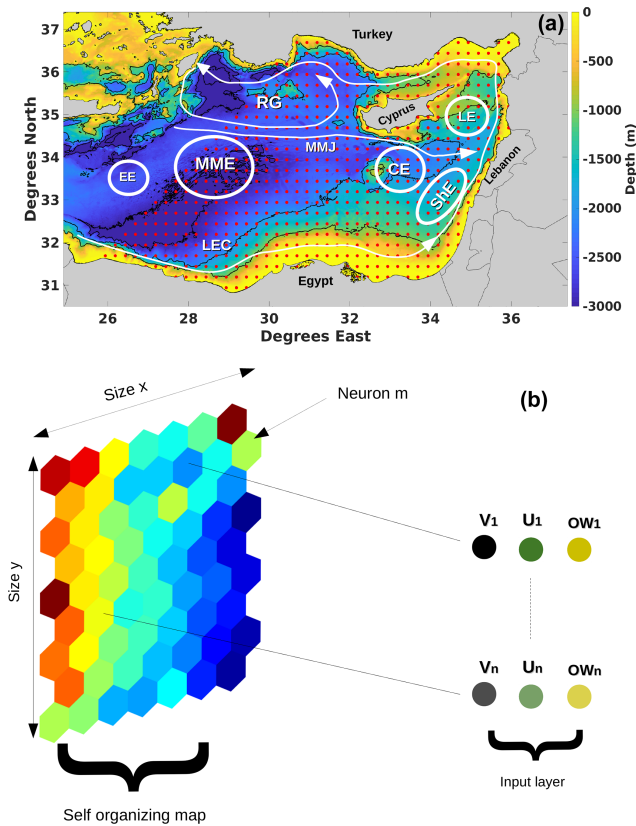 (a)
37
36
35
34
33
32
31
Degrees North
26
28
30
32
34
36
Degrees East
Turkey
Cyprus
Lebanon
Egypt
RG
LE
MMJ
MME
EE
CE
ShE
LEC
0
-500
-1000
-1500
-2000
-2500
-3000
Depth (m)
(b)
Size x
Neuron m
Size y
V1 U1 OW1
Vn Un OWn
Input layer
Self organizing map